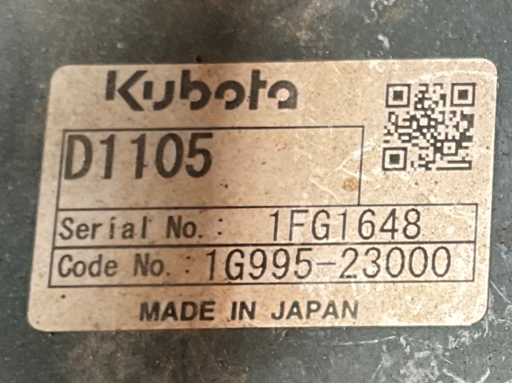 Kubota
D1105
Serial No.: 1FG1648
Code No.: 1G995-23000
MADE IN JAPAN